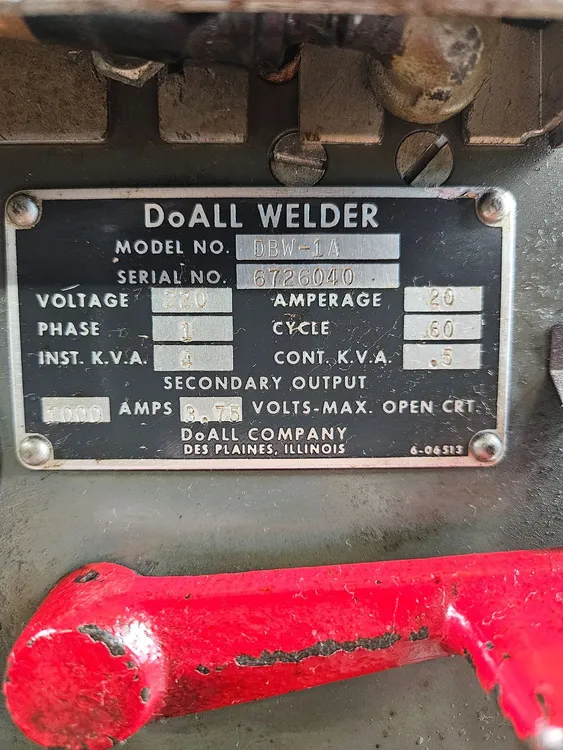 DoALL WELDER
MODEL NO. DBW-1A
SERIAL NO. 6726040
VOLTAGE 220 AMPERAGE 20
PHASE 1 CYCLE 60
INST. K.V.A. 4 CONT. K.V.A. .5
SECONDARY OUTPUT
1000 AMPS 3.75 VOLTS-MAX. OPEN CRT.
DoALL COMPANY
DES PLAINES, ILLINOIS 6-06513